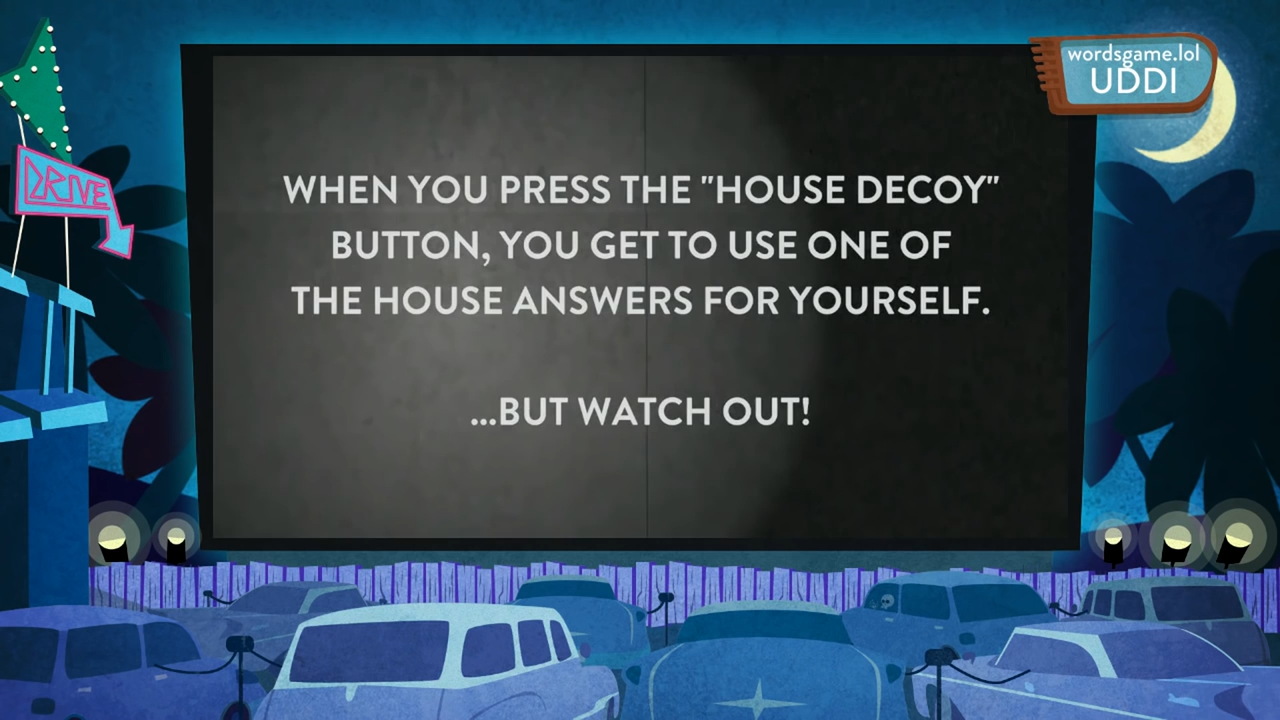 wordsgame.lol
UDDI
DRIVE
WHEN YOU PRESS THE "HOUSE DECOY"
BUTTON, YOU GET TO USE ONE OF
THE HOUSE ANSWERS FOR YOURSELF.
...BUT WATCH OUT!